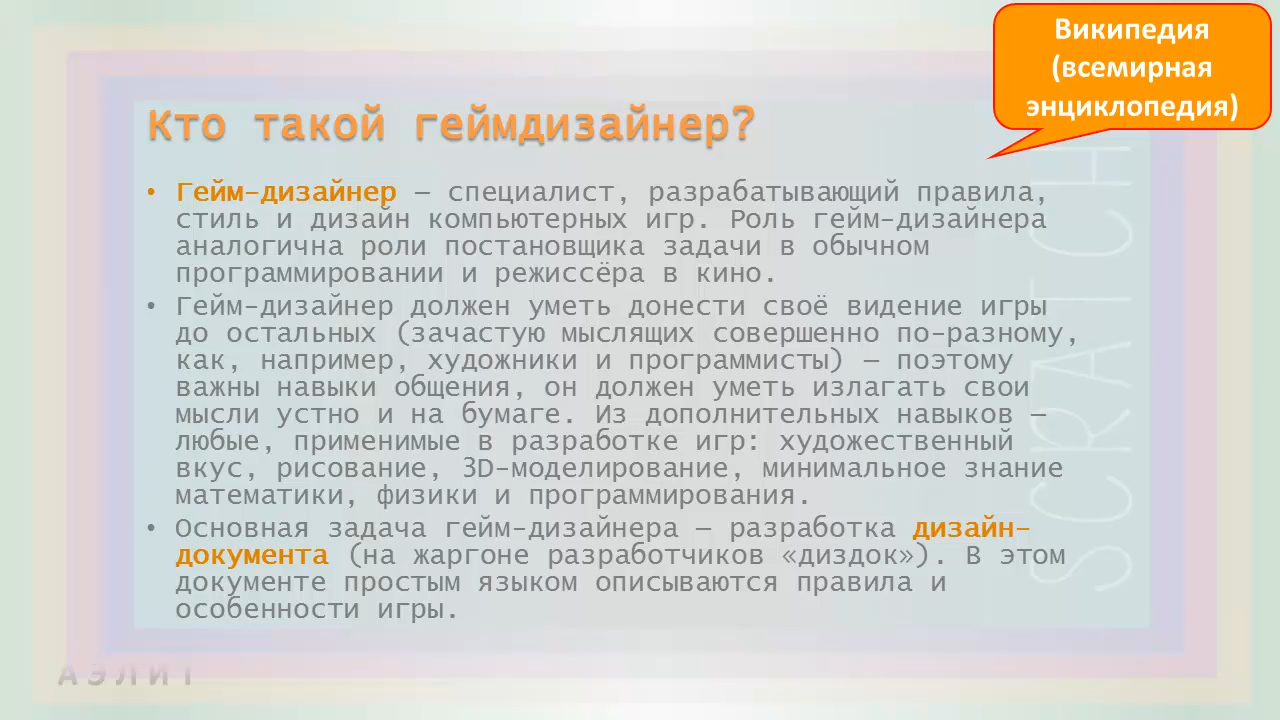 Википедия
(всемирная
энциклопедия)
Кто такой геймдизайнер?
• Гейм-дизайнер — специалист, разрабатывающий правила,
стиль и дизайн компьютерных игр. Роль гейм-дизайнера
аналогична роли постановщика задачи в обычном
программировании и режиссёра в кино.
• Гейм-дизайнер должен уметь донести своё видение игры
до остальных (зачастую мыслящих совершенно по-разному,
как, например, художники и программисты) — поэтому
важны навыки общения, он должен уметь излагать свои
мысли устно и на бумаге. Из дополнительных навыков —
любые, применимые в разработке игр: художественный
вкус, рисование, 3D-моделирование, минимальное знание
математики, физики и программирования.
• Основная задача гейм-дизайнера — разработка дизайн-
документа (на жаргоне разработчиков «диздок»). В этом
документе простым языком описываются правила и
особенности игры.
SCRATCH